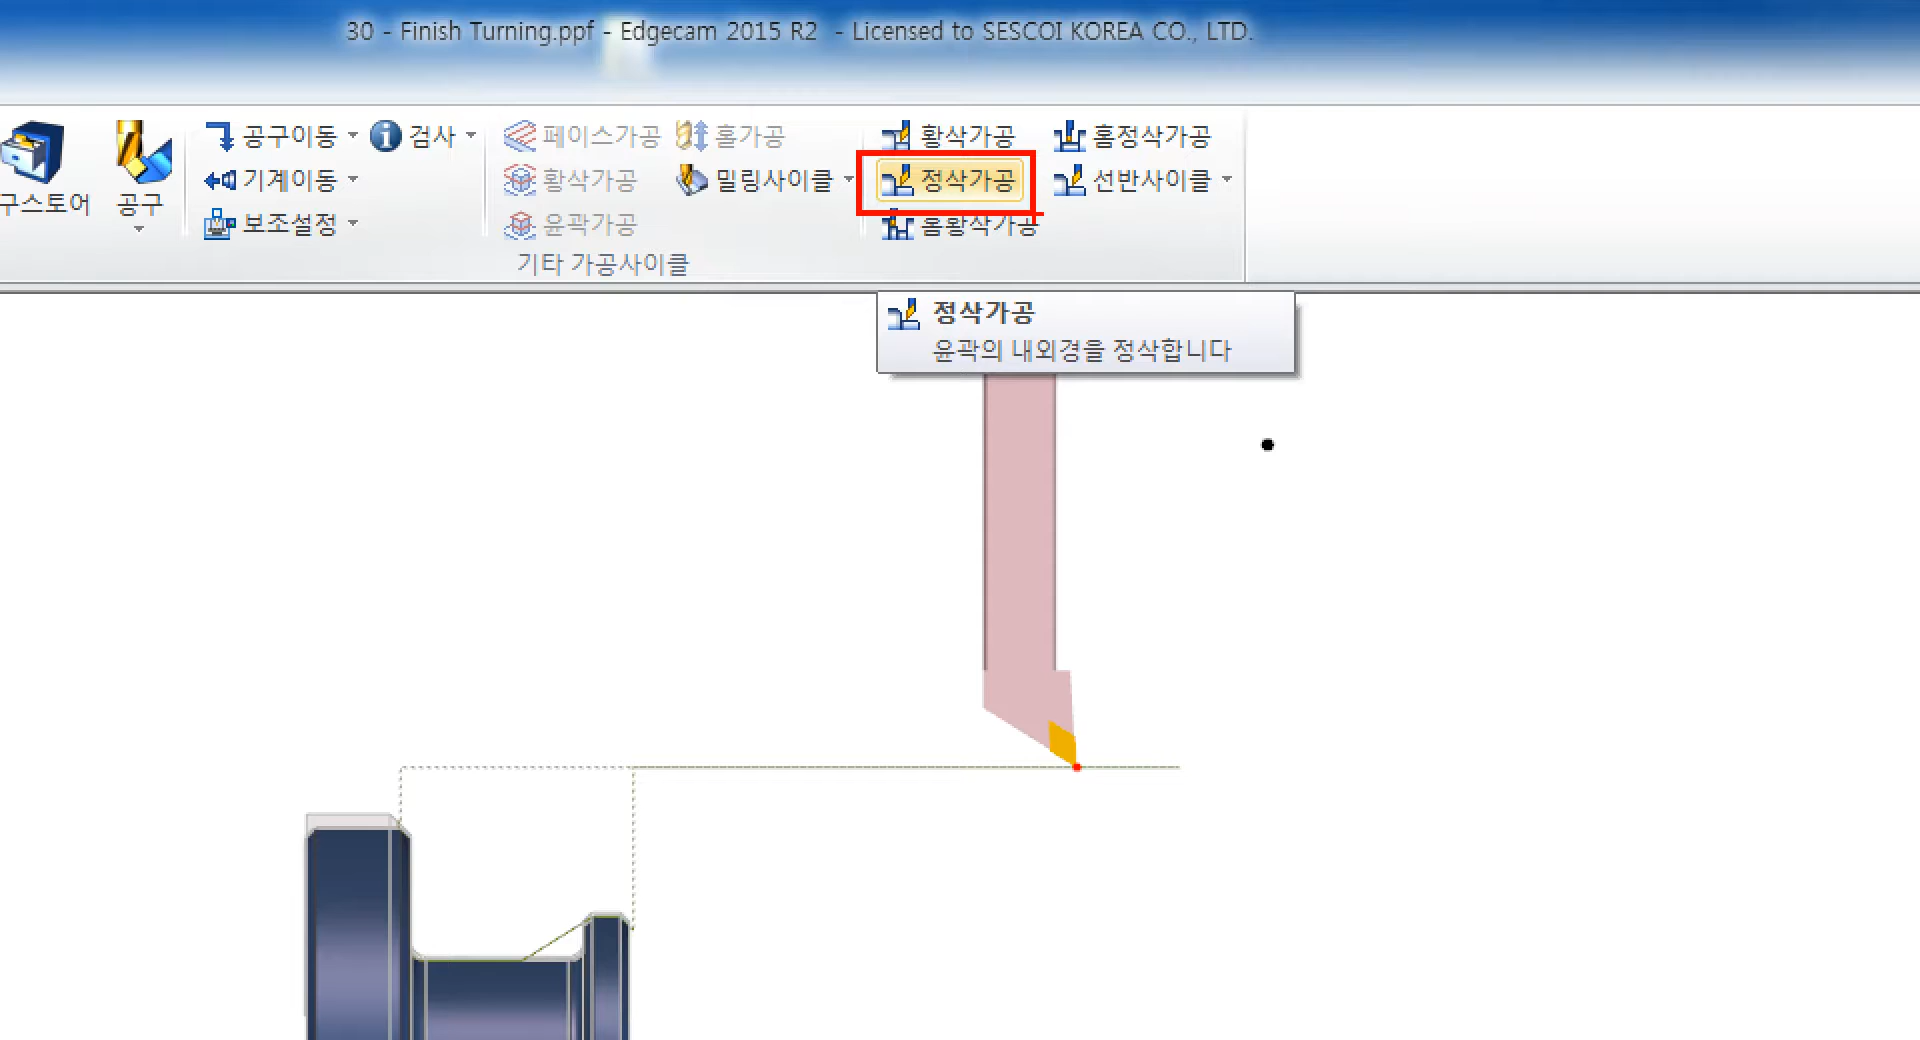 30 - Finish Turning.ppf - Edgecam 2015 R2 - Licensed to SESCOI KOREA CO., LTD.
공구이동 검사 페이스가공 홀가공 황삭가공 홈정삭가공
기계이동 황삭가공 밀링사이클 정삭가공 선반사이클
구스토어 공구 보조설정 윤곽가공 홈황삭가공
기타 가공사이클
정삭가공
윤곽의 내외경을 정삭합니다